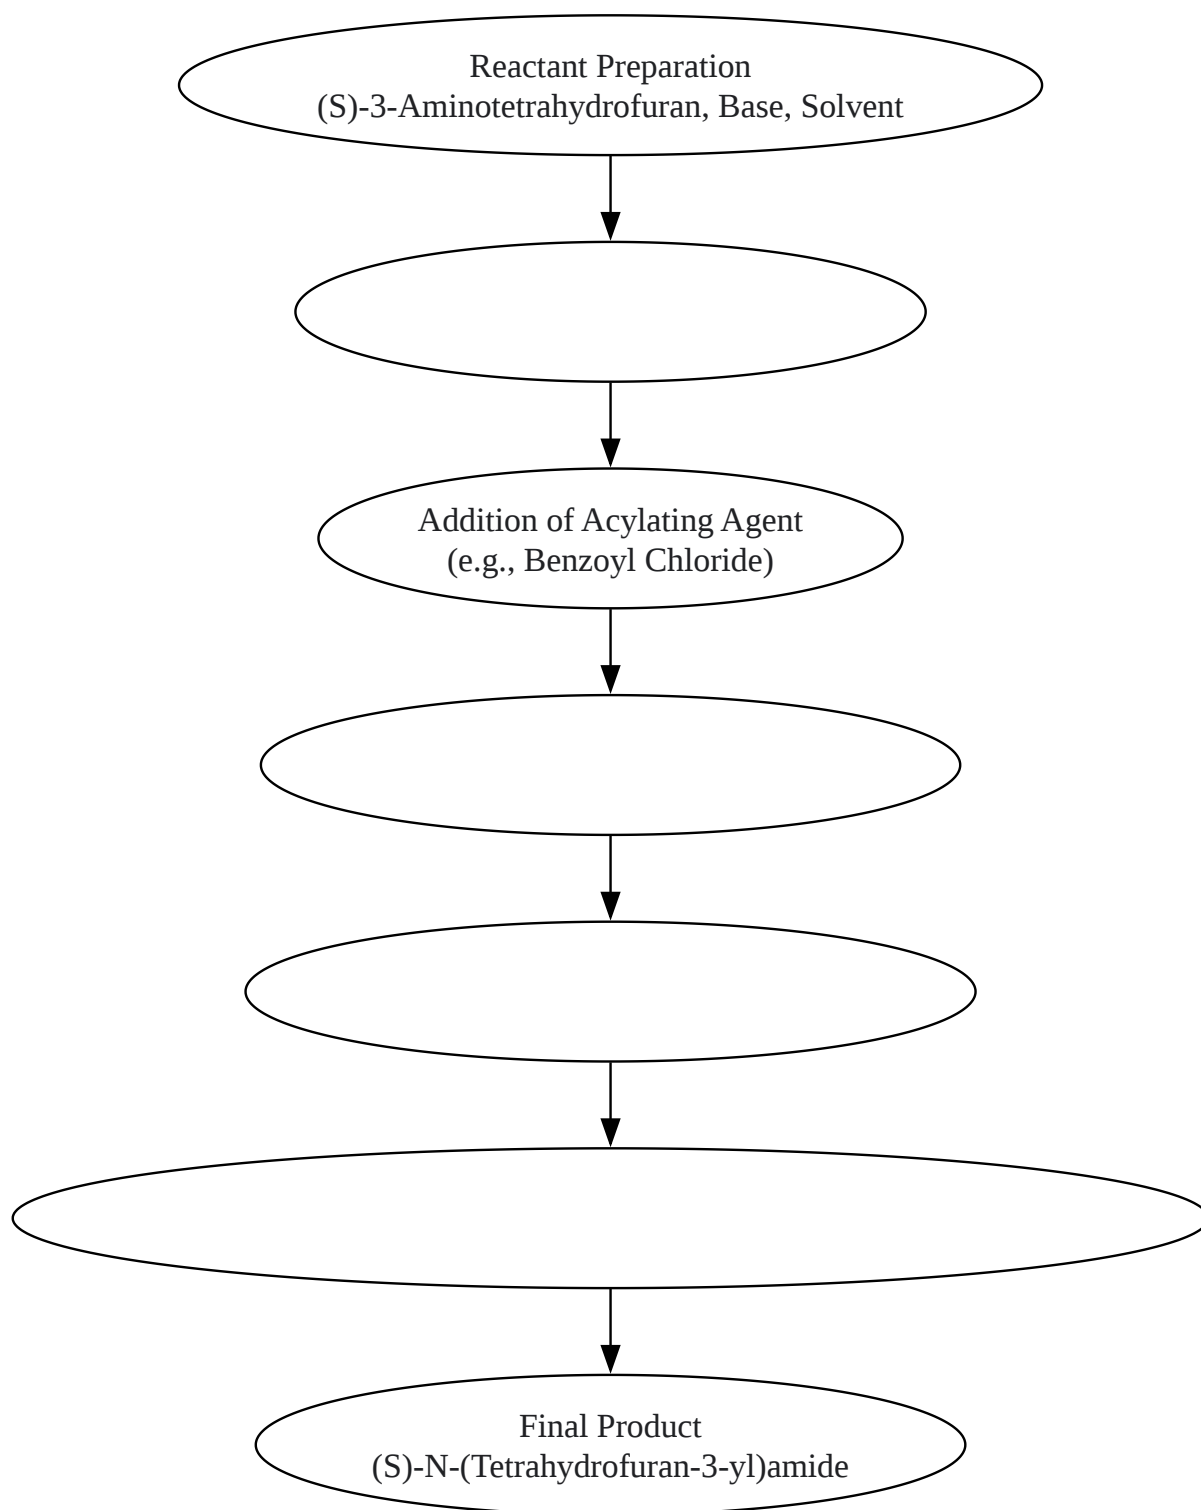 Reactant Preparation
(S)-3-Aminotetrahydrofuran, Base, Solvent
Addition of Acylating Agent
(e.g., Benzoyl Chloride)
Final Product
(S)-N-(Tetrahydrofuran-3-yl)amide